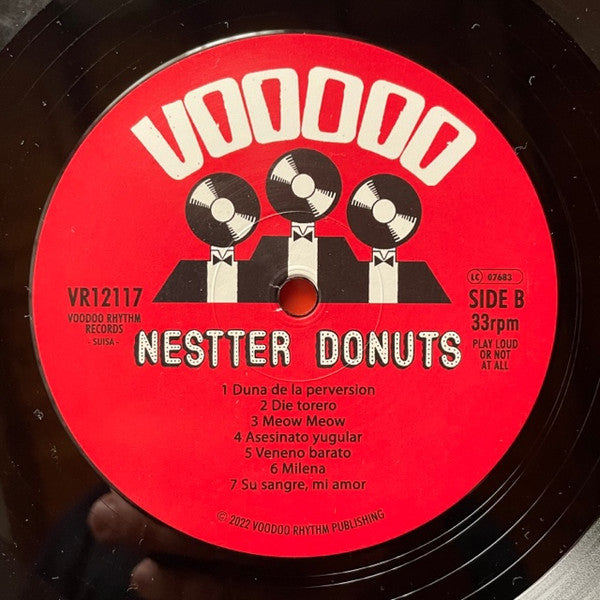 VOODOO
VR12117
VOODOO RHYTHM
RECORDS
- SUISA -
LC 07683
SIDE B
33rpm
PLAY LOUD
OR NOT
AT ALL
NESTTER DONUTS
1 Duna de la perversion
2 Die torero
3 Meow Meow
4 Asesinato yugular
5 Veneno barato
6 Milena
7 Su sangre, mi amor
© 2022 VOODOO RHYTHM PUBLISHING